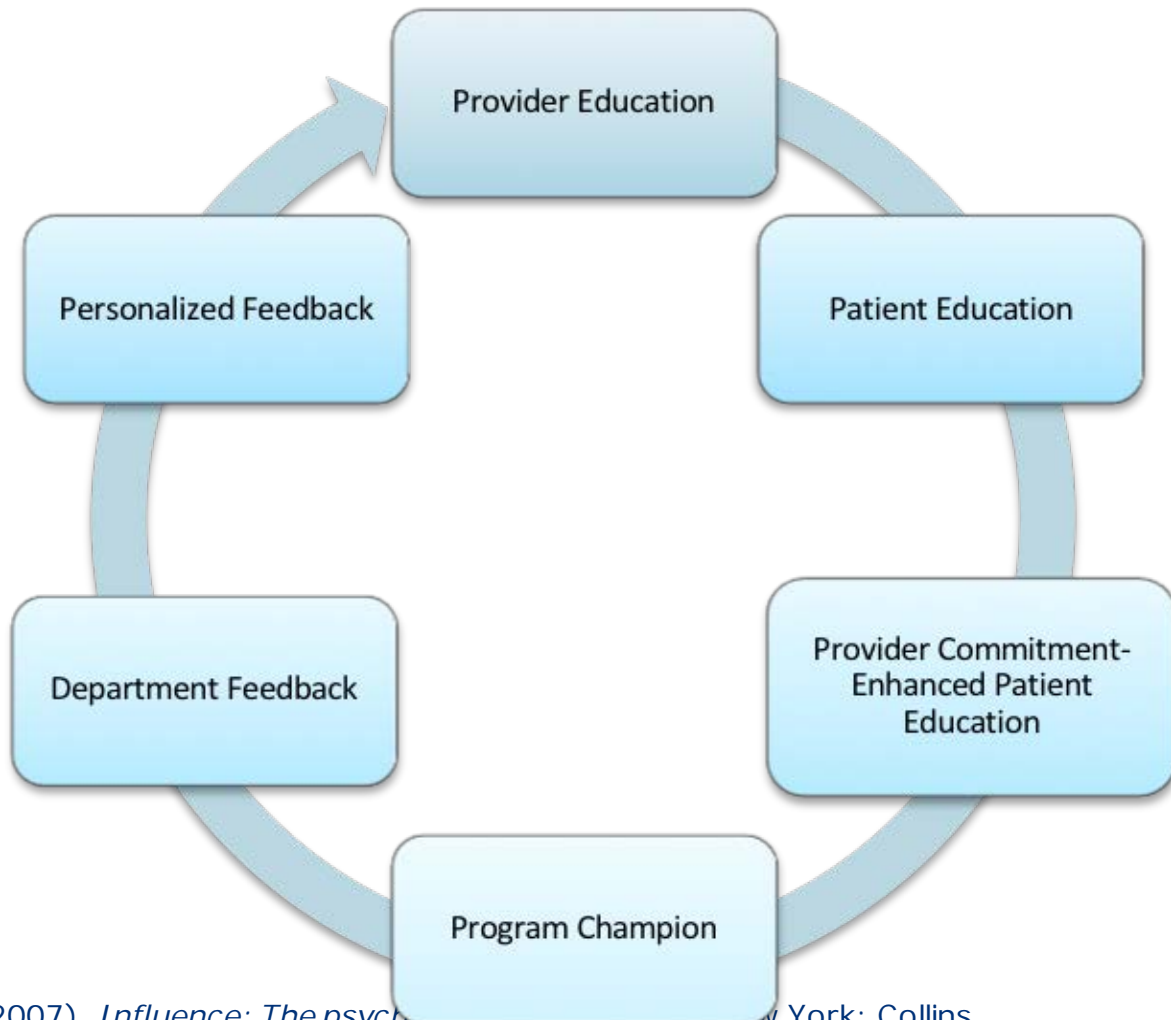 Provider Education
Personalized Feedback
Patient Education
Department Feedback
Provider Commitment-
Enhanced Patient
Education
Program Champion
2007). Influence: The York: Collins